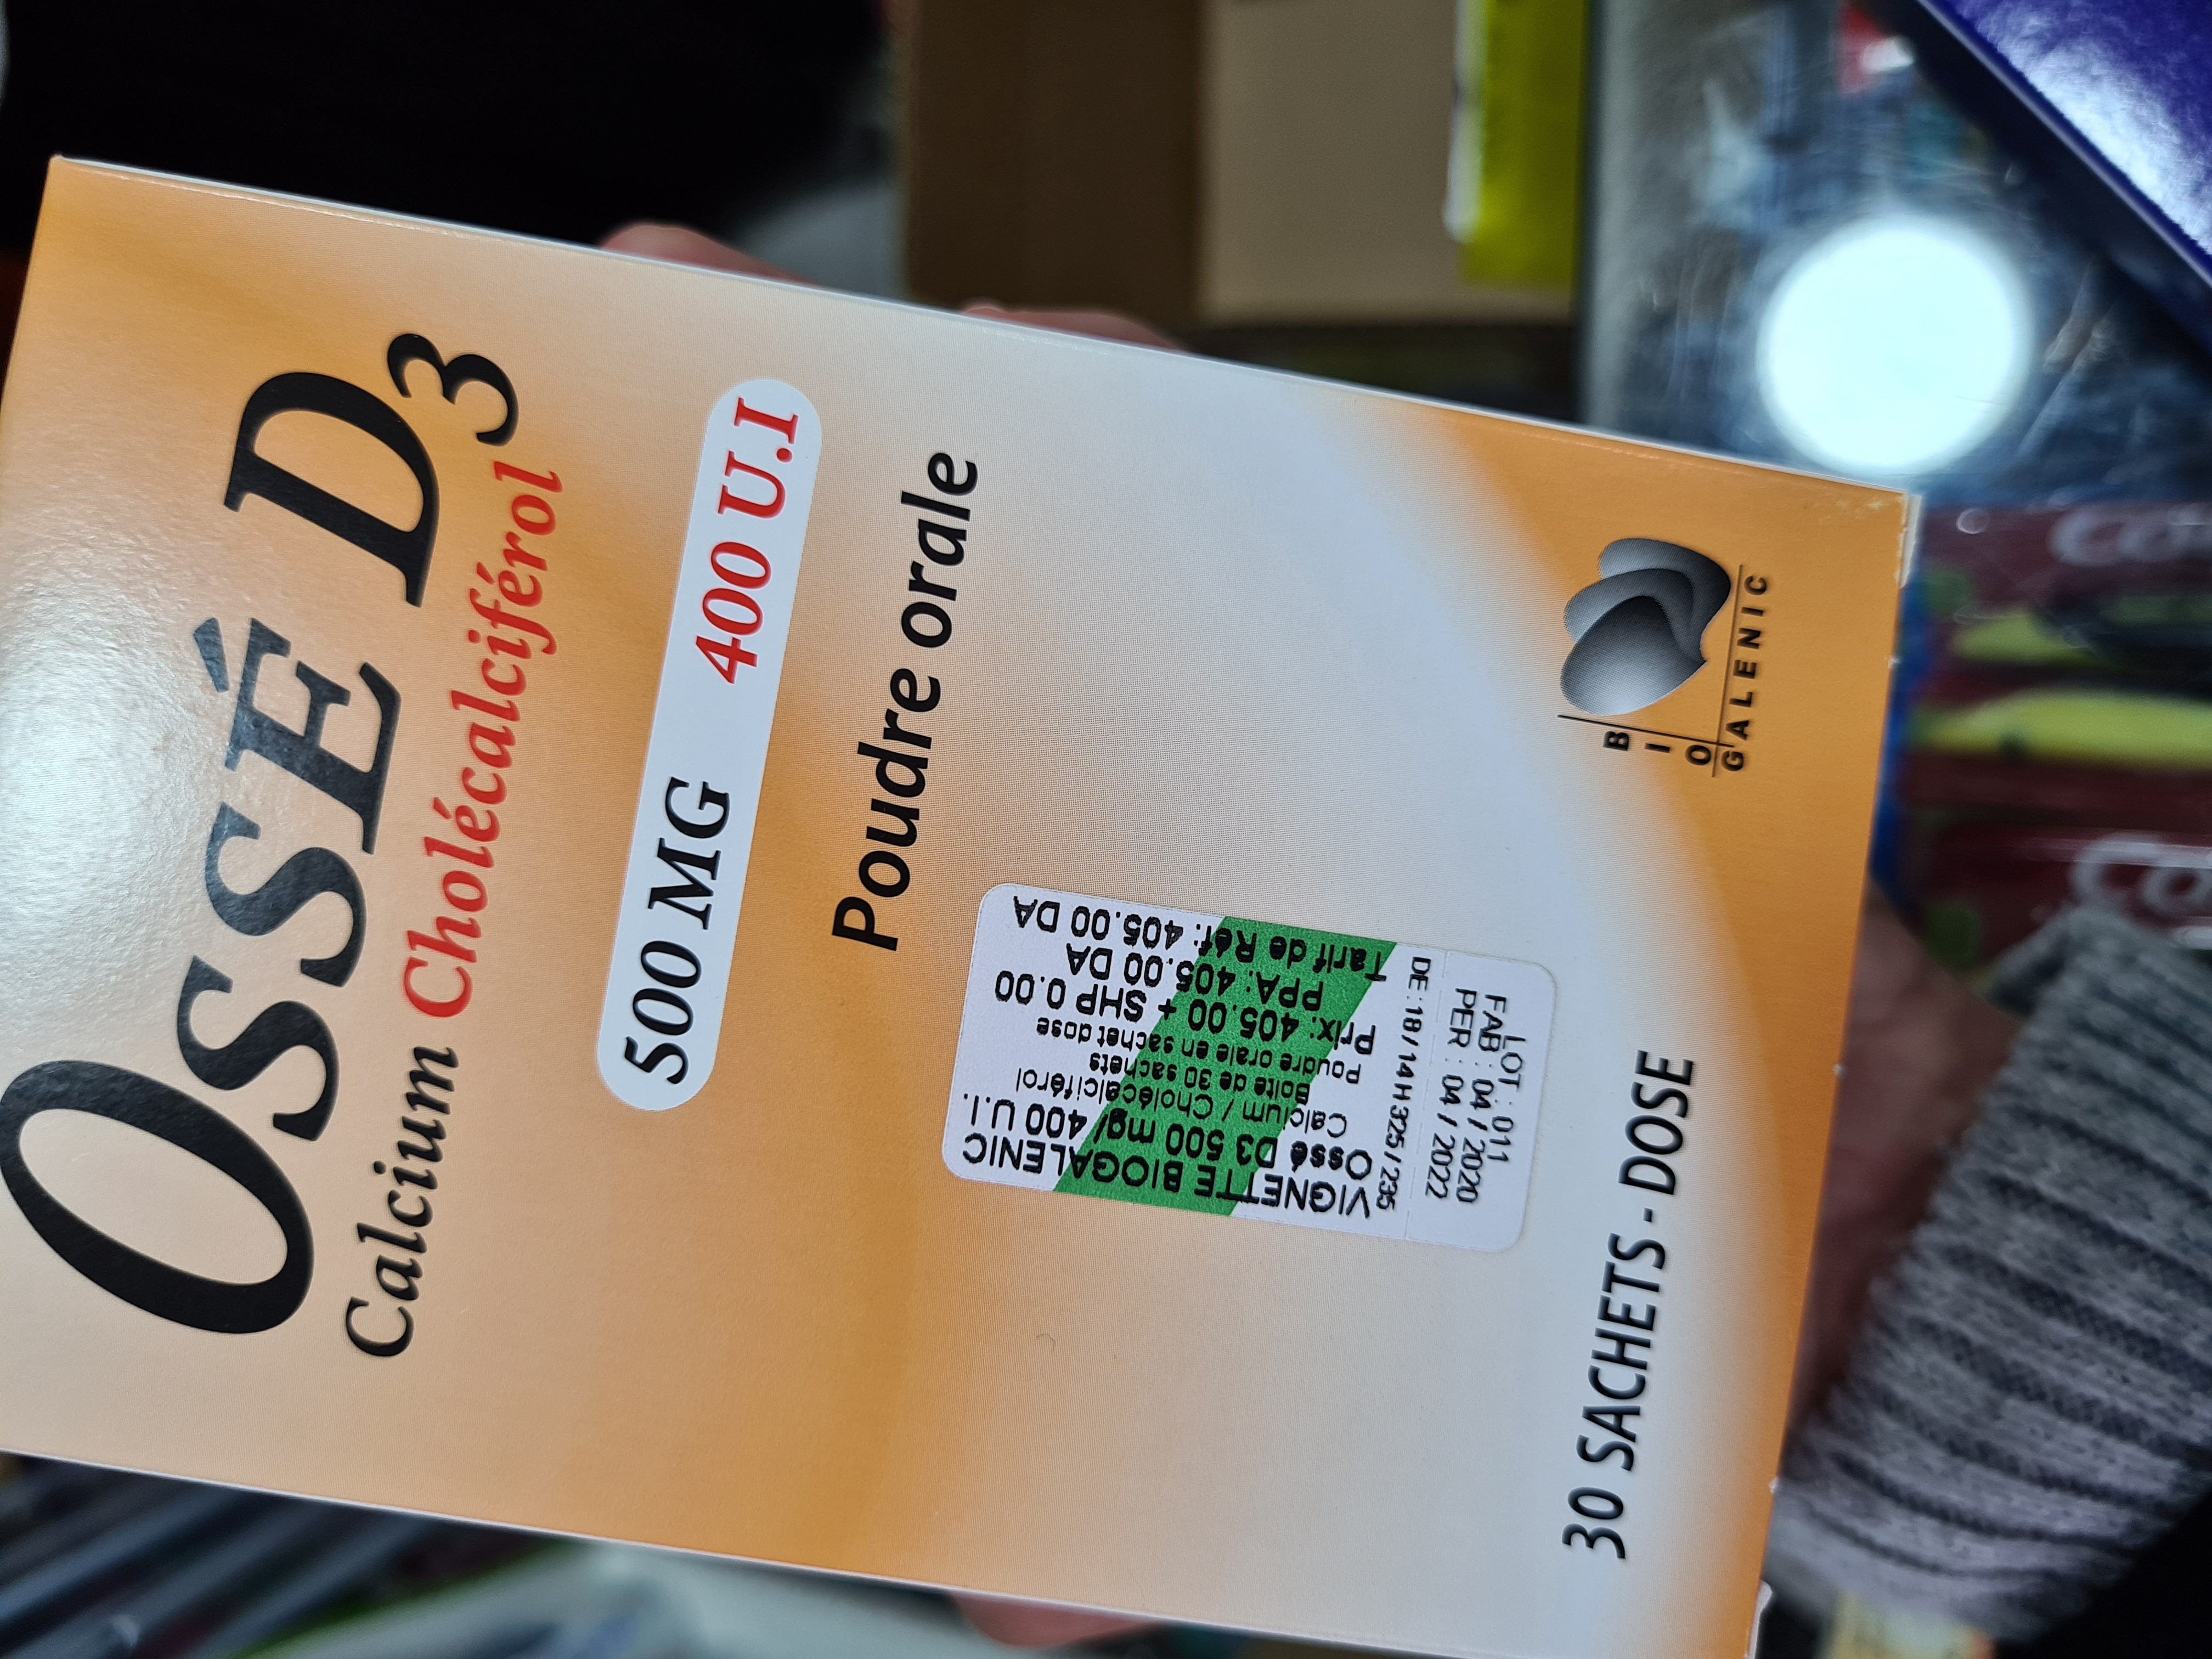 OSSÉ D3
Calcium Cholécalciférol
500 MG 400 U.I
Poudre orale
VIGNETTE BIOGALENIC
Ossé D3 500 mg/ 400 U.I.
Calcium / Cholécalciférol
Boite de 30 sachets
Poudre orale en sachet dose
Prix: 405.00 + SHP 0.00
PPA: 405.00 DA
Tarif de Réf: 405.00 DA
DE : 18 / 14 H 325 / 235
LOT : 011
FAB : 04 / 2020
PER : 04 / 2022
30 SACHETS - DOSE
BIO
GALENIC